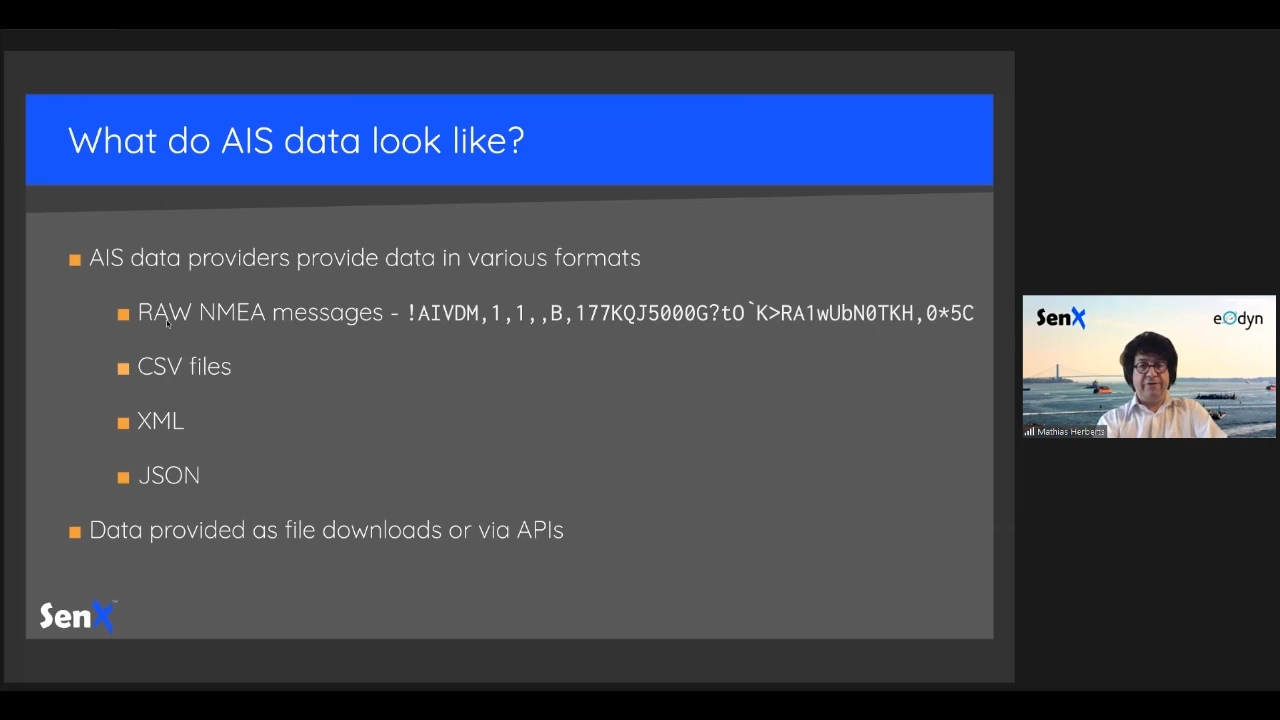 What do AIS data look like?
AIS data providers provide data in various formats
RAW NMEA messages - !AIVDM,1,1,,B,177KQJ5000G?tO`K>RA1wUbN0TKH,0*5C
CSV files
XML
JSON
Data provided as file downloads or via APIs
SenX™
SenX
eOdyn
Mathias Herberts